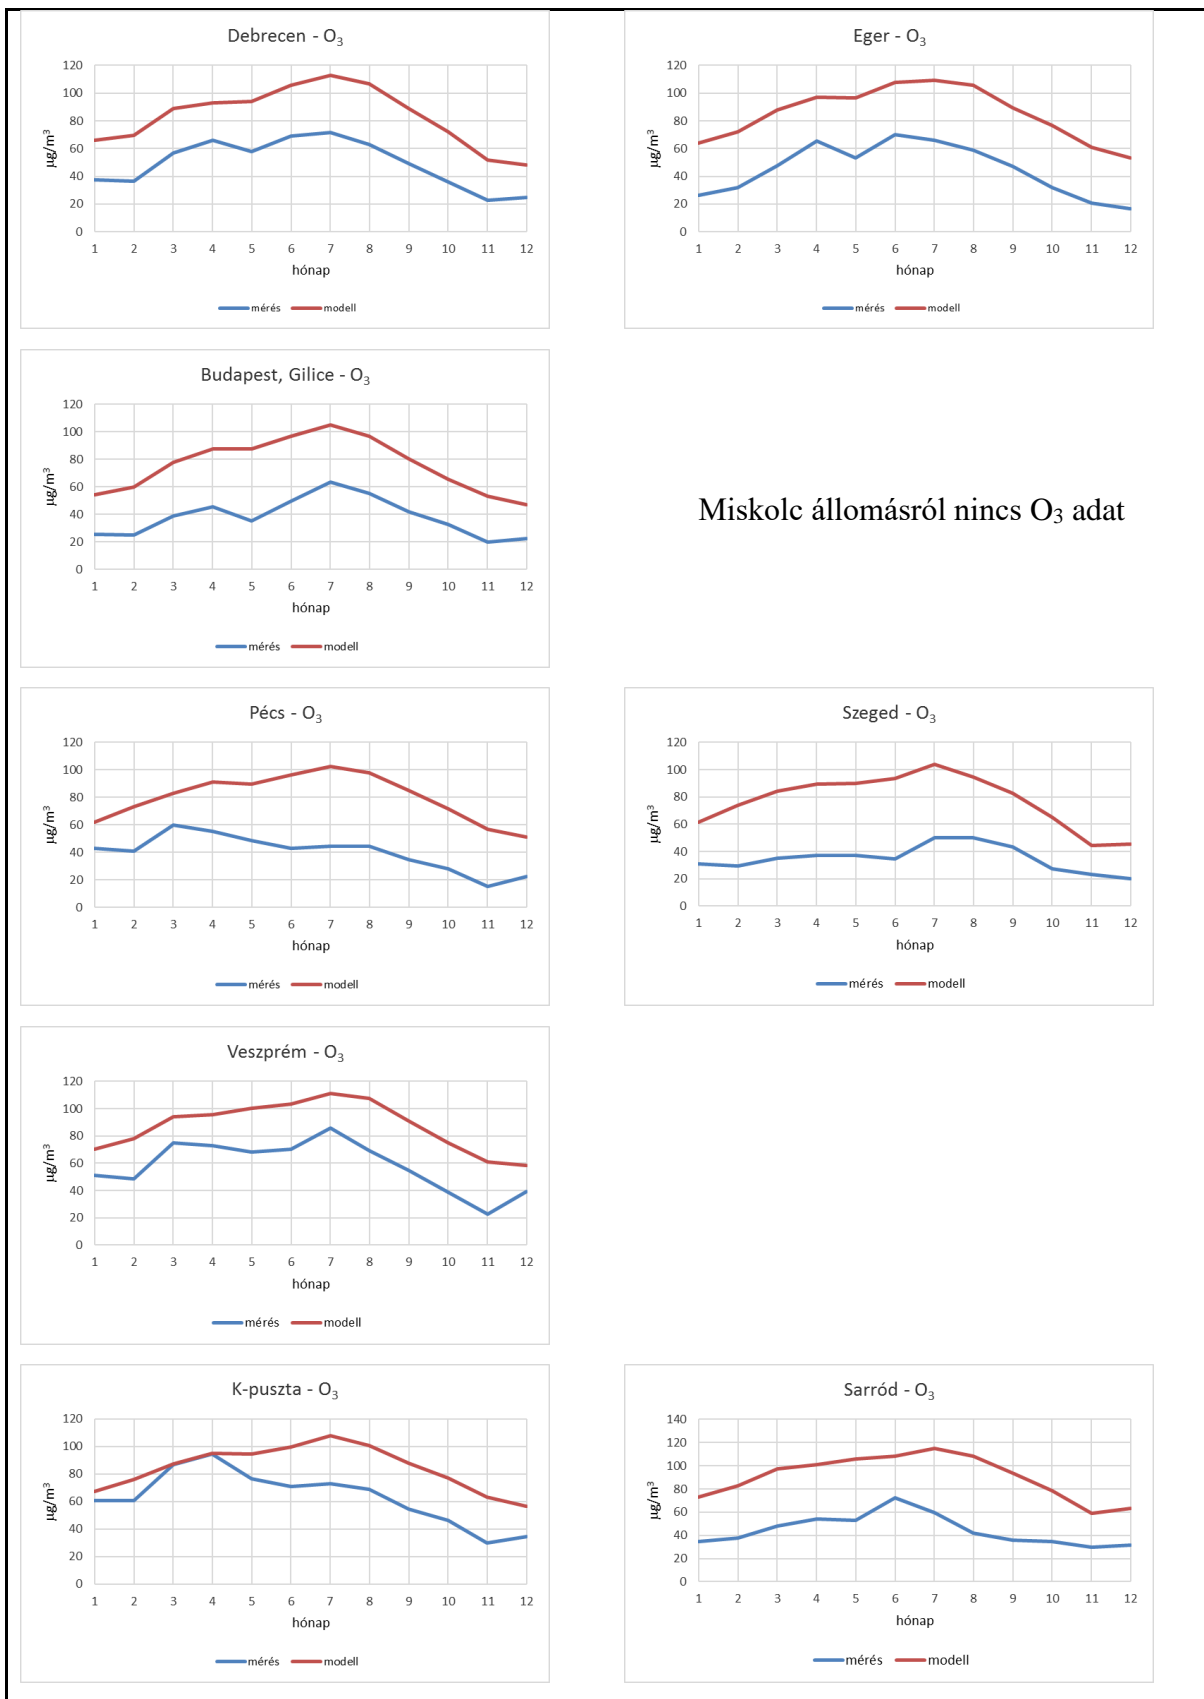 Debrecen - O₃
120
100
80
60
40
20
0
µg/m³
1 2 3 4 5 6 7 8 9 10 11 12
hónap
mérés modell
Eger - O₃
120
100
80
60
40
20
0
µg/m³
1 2 3 4 5 6 7 8 9 10 11 12
hónap
mérés modell
Budapest, Gilice - O₃
120
100
80
60
40
20
0
µg/m³
1 2 3 4 5 6 7 8 9 10 11 12
hónap
mérés modell
Miskolc állomásról nincs O₃ adat
Pécs - O₃
120
100
80
60
40
20
0
µg/m³
1 2 3 4 5 6 7 8 9 10 11 12
hónap
mérés modell
Szeged - O₃
120
100
80
60
40
20
0
µg/m³
1 2 3 4 5 6 7 8 9 10 11 12
hónap
mérés modell
Veszprém - O₃
120
100
80
60
40
20
0
µg/m³
1 2 3 4 5 6 7 8 9 10 11 12
hónap
mérés modell
K-puszta - O₃
120
100
80
60
40
20
0
µg/m³
1 2 3 4 5 6 7 8 9 10 11 12
hónap
mérés modell
Sarród - O₃
140
120
100
80
60
40
20
0
µg/m³
1 2 3 4 5 6 7 8 9 10 11 12
hónap
mérés modell